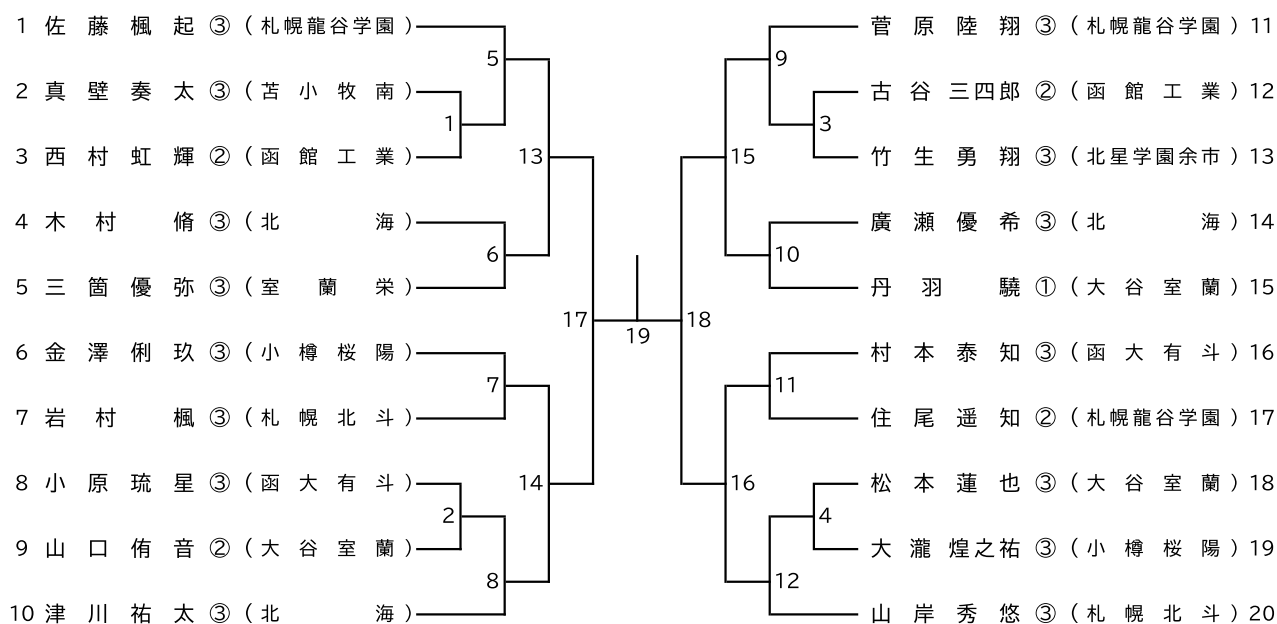 1 佐藤楓起 ③ (札幌龍谷学園)
2 真壁奏太 ③ (苫小牧南)
3 西村虹輝 ② (函館工業)
4 木村脩 ③ (北海)
5 三箇優弥 ③ (室蘭栄)
6 金澤俐玖 ③ (小樽桜陽)
7 岩村楓 ③ (札幌北斗)
8 小原琉星 ③ (函大有斗)
9 山口侑音 ② (大谷室蘭)
10 津川祐太 ③ (北海)
5
1
13
6
17
7
14
2
8
19
菅原陸翔 ③ (札幌龍谷学園) 11
古谷三四郎 ② (函館工業) 12
竹生勇翔 ③ (北星学園余市) 13
廣瀬優希 ③ (北海) 14
丹羽驍 ① (大谷室蘭) 15
村本泰知 ③ (函大有斗) 16
住尾遥知 ② (札幌龍谷学園) 17
松本蓮也 ③ (大谷室蘭) 18
大瀧煌之祐 ③ (小樽桜陽) 19
山岸秀悠 ③ (札幌北斗) 20
9
3
15
10
18
11
16
4
12